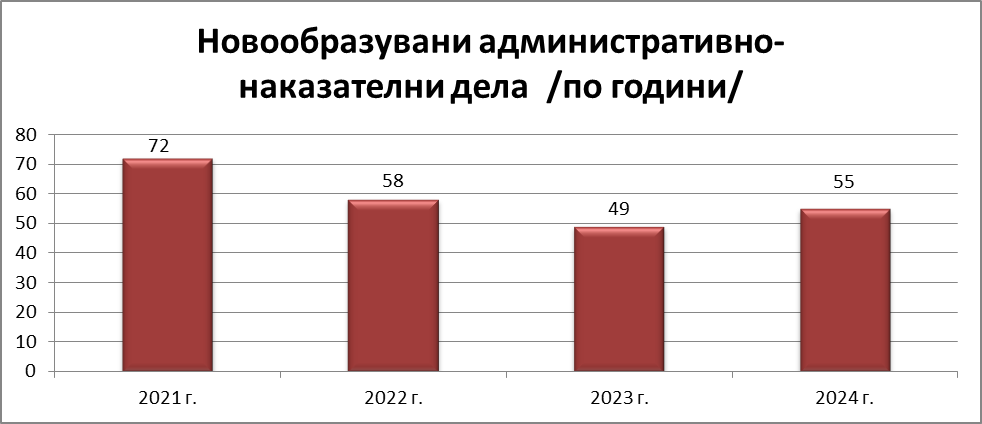 Новообразувани административно-
наказателни дела /по години/
80
70
60
50
40
30
20
10
0
72
58
49
55
2021 г.
2022 г.
2023 г.
2024 г.